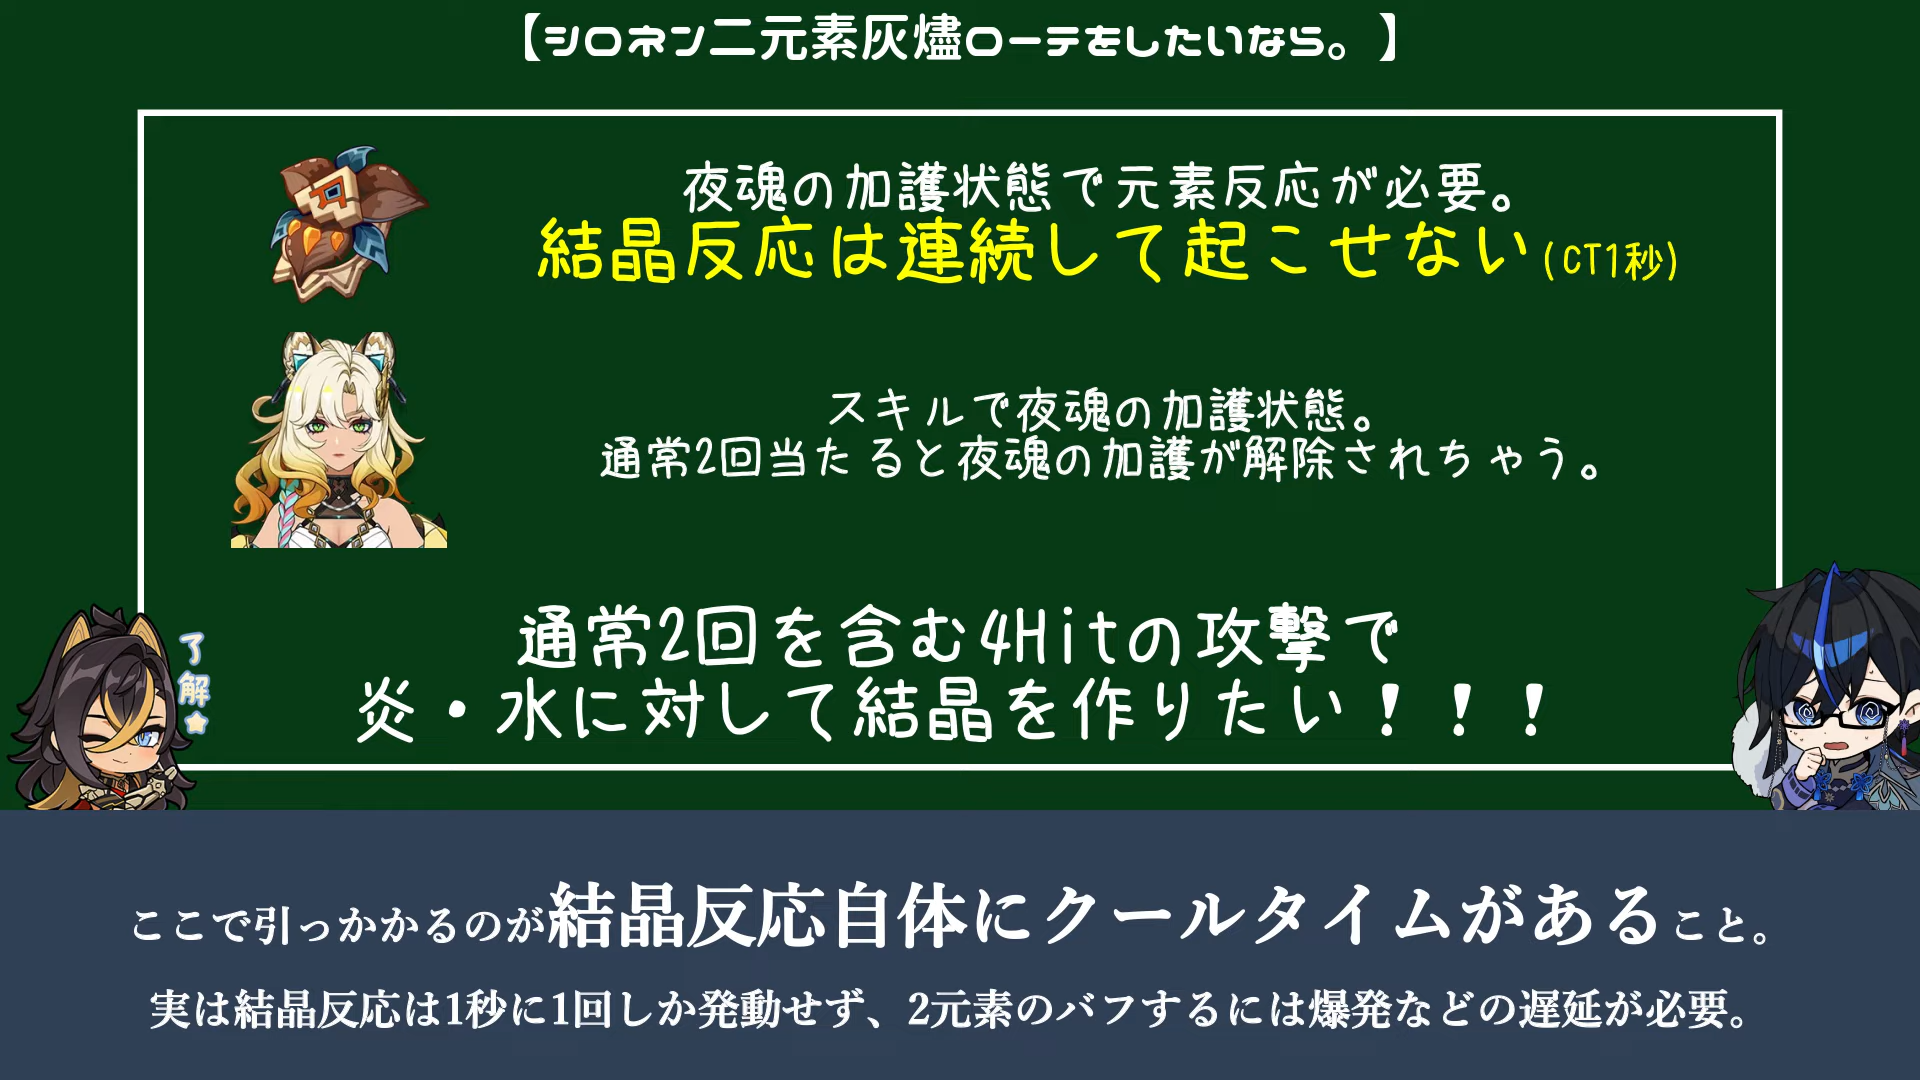 【シロネン二元素灰燼ローテをしたいなら。】
夜魂の加護状態で元素反応が必要。
結晶反応は連続して起こせない(CT1秒)
スキルで夜魂の加護状態。
通常2回当たると夜魂の加護が解除されちゃう。
通常2回を含む4Hitの攻撃で
炎・水に対して結晶を作りたい！！！
了解
ここで引っかかるのが結晶反応自体にクールタイムがあること。
実は結晶反応は1秒に1回しか発動せず、2元素のバフするには爆発などの遅延が必要。